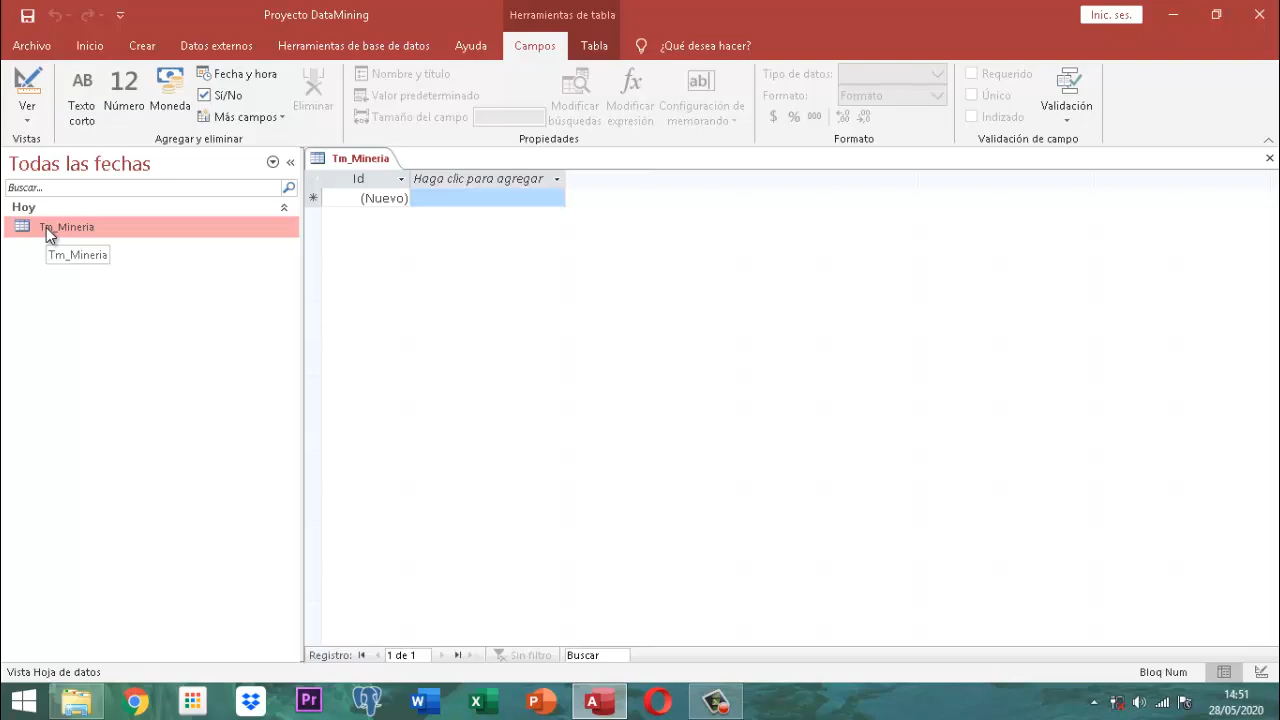 Proyecto DataMining
Herramientas de tabla
Inic. ses.
Archivo Inicio Crear Datos externos Herramientas de base de datos Ayuda Campos Tabla ¿Qué desea hacer?
Ver
Vistas
AB
Texto corto
12
Número
Moneda
Fecha y hora
Sí/No
Más campos
Eliminar
Agregar y eliminar
Nombre y título
Valor predeterminado
Tamaño del campo
Modificar búsquedas
fx
Modificar expresión
ab|
Configuración de memorando
Propiedades
Tipo de datos:
Formato: Formato
$ % 000
Formato
Requerido
Único
Indizado
Validación
Validación de campo
Todas las fechas
Buscar...
Hoy
Tm_Mineria
Tm_Mineria
Tm_Mineria
Id Haga clic para agregar
(Nuevo)
Registro: 1 de 1 Sin filtro Buscar
Vista Hoja de datos
Bloq Num
Pr
14:51
28/05/2020